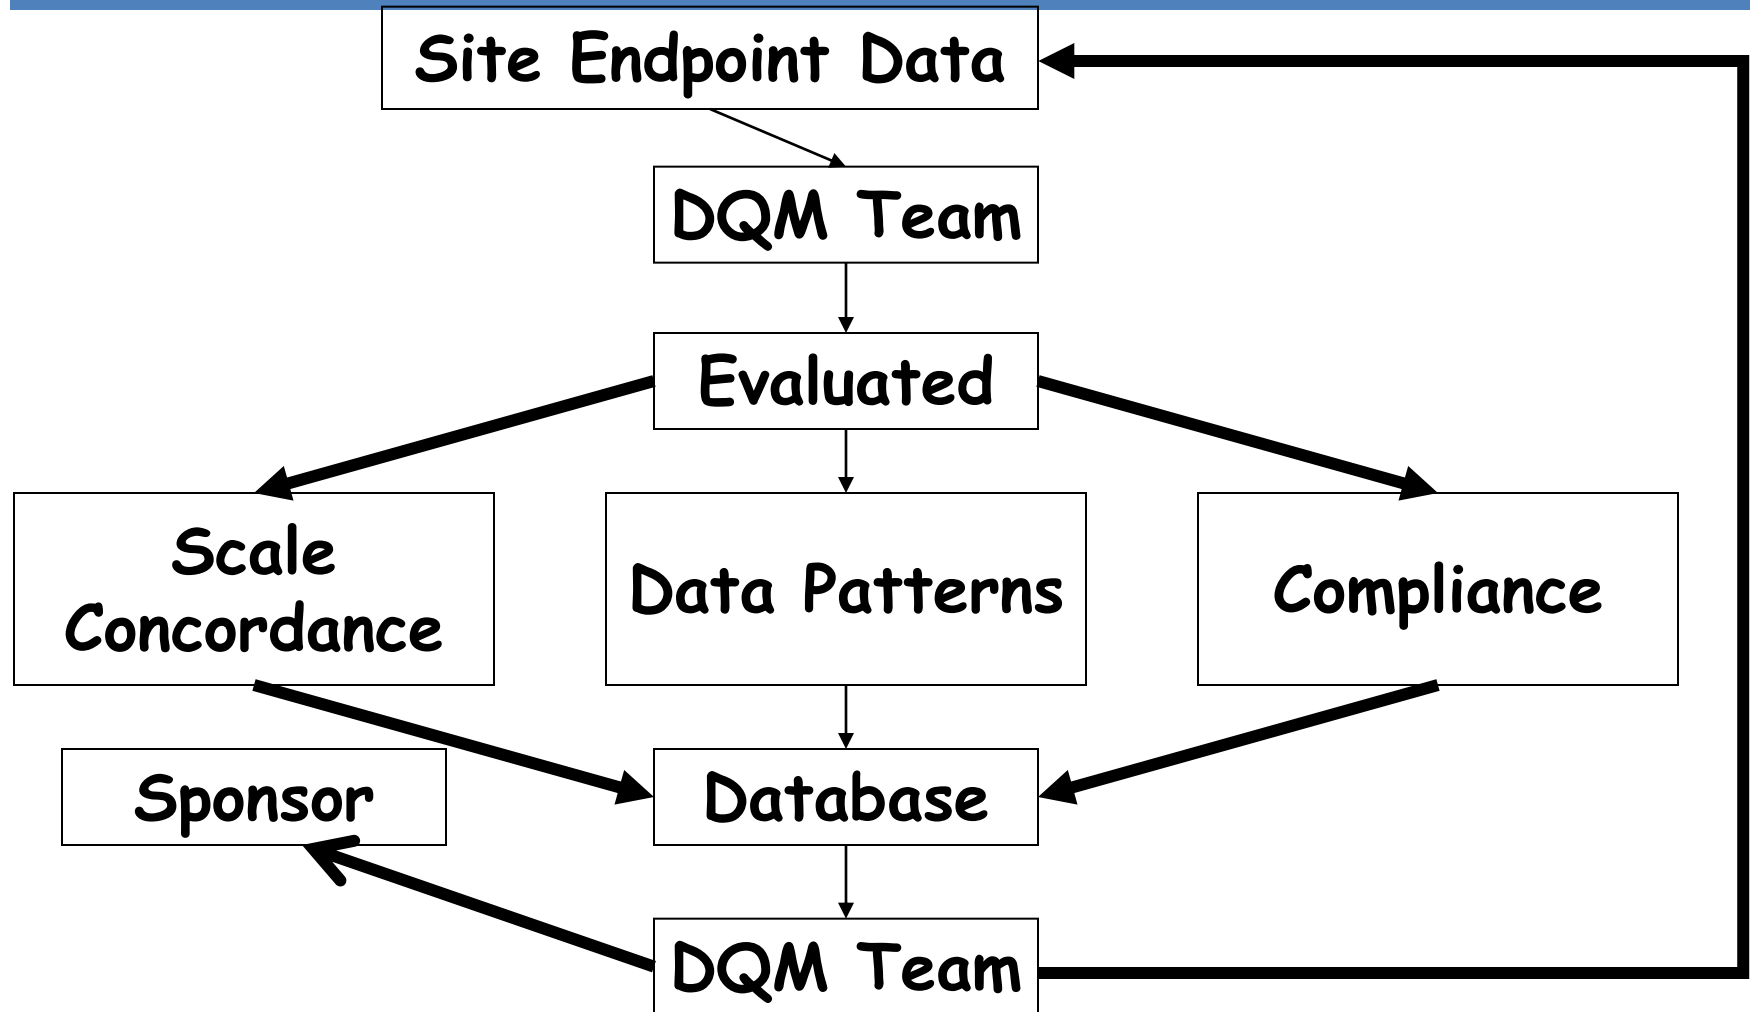 Site Endpoint Data
DQM Team
Evaluated
Scale
Concordance
Data Patterns
Compliance
Sponsor
Database
DQM Team